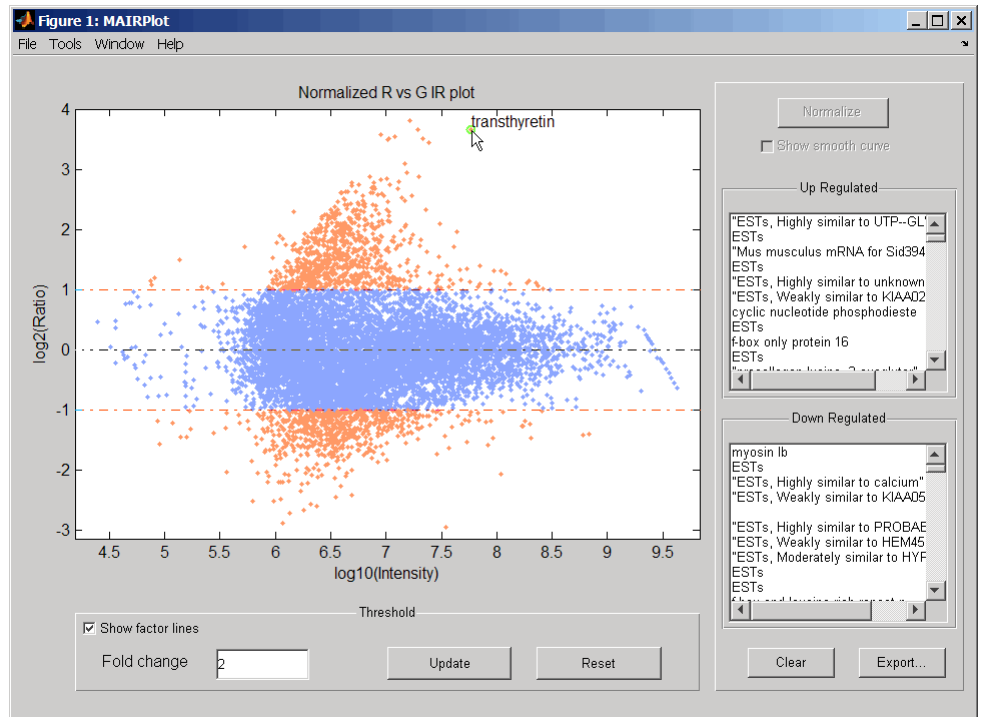 Figure 1: MAIRPlot
File Tools Window Help
Normalized R vs G IR plot
transthyretin
4
3
2
1
0
-1
-2
-3
log2(Ratio)
4.5 5 5.5 6 6.5 7 7.5 8 8.5 9 9.5
log10(Intensity)
Threshold
Show factor lines
Fold change
2
Update
Reset
Normalize
Show smooth curve
Up Regulated
"ESTs, Highly similar to UTP--GL
ESTs
"Mus musculus mRNA for Sid394
ESTs
"ESTs, Highly similar to unknown
"ESTs, Weakly similar to KIAA02
cyclic nucleotide phosphodieste
ESTs
f-box only protein 16
ESTs
Down Regulated
myosin Ib
ESTs
"ESTs, Highly similar to calcium"
"ESTs, Weakly similar to KIAA05
"ESTs, Highly similar to PROBAE
"ESTs, Weakly similar to HEM45
"ESTs, Moderately similar to HYF
ESTs
ESTs
Clear
Export...